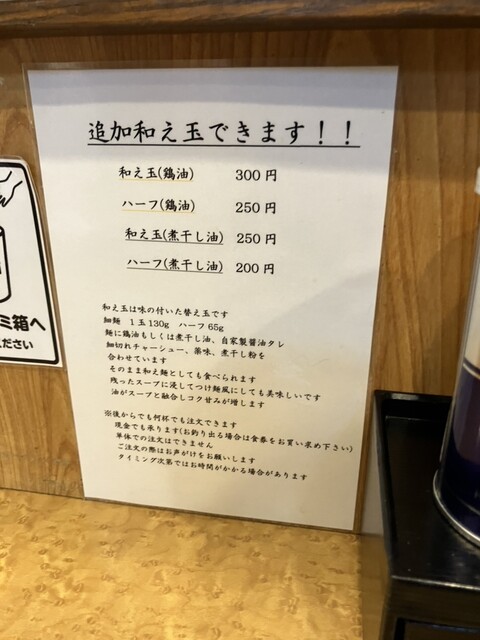 追加和え玉できます！！
和え玉(鶏油) 300 円
ハーフ(鶏油) 250 円
和え玉(煮干し油) 250 円
ハーフ(煮干し油) 200 円
和え玉は味の付いた替え玉です
細麺 1玉130g ハーフ65g
麺に鶏油もしくは煮干し油、自家製醤油タレ
細切れチャーシュー、薬味、煮干し粉を
合わせています
そのまま和え麺としても食べられます
残ったスープに浸してつけ麺風にしても美味しいです
油がスープと融合しコク甘みが増します
※後からでも何杯でも注文できます
現金でも承ります(お釣り出る場合は食券をお買い求め下さい)
単体での注文はできません
ご注文の際はお声がけをお願いします
タイミング次第ではお時間がかかる場合があります
ミ箱へ
ださい